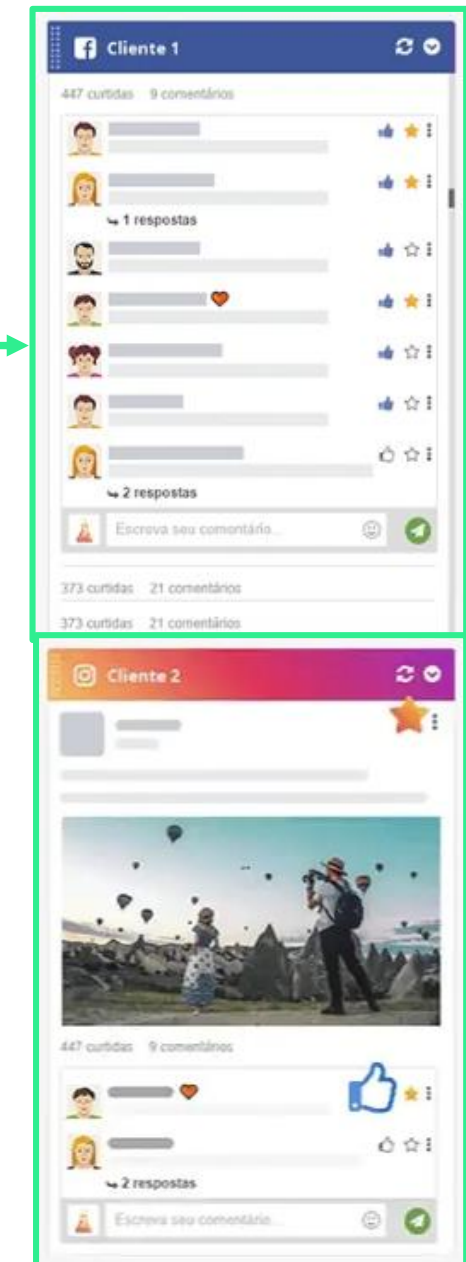 Cliente 1
447 curtidas 9 comentários
1 respostas
2 respostas
Escreva seu comentário...
373 curtidas 21 comentários
373 curtidas 21 comentários
Cliente 2
447 curtidas 9 comentários
2 respostas
Escreva seu comentário...